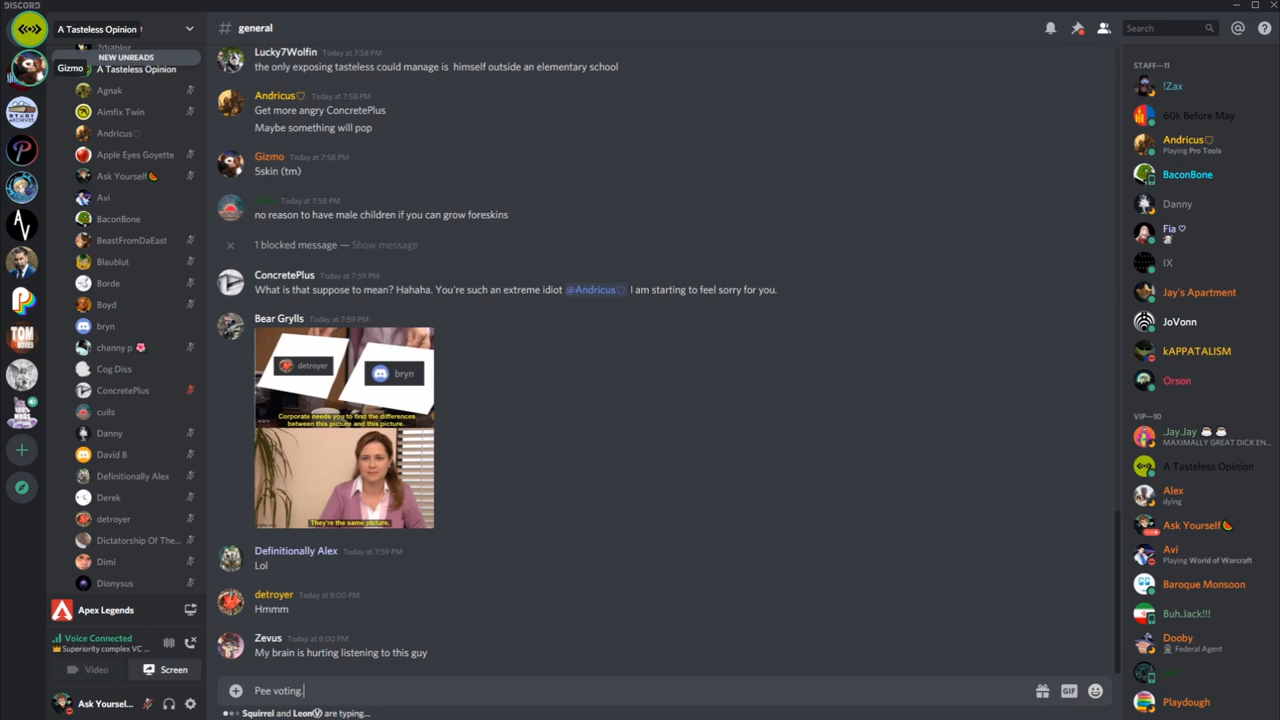 DISCORD
A Tasteless Opinion !
Gizmo
7diablor
NEW UNREADS
A Tasteless Opinion
Agnak
Aimfix Twin
Andricus♡
Apple Eyes Goyette
Ask Yourself🍉
Avi
BaconBone
BeastFromDaEast
Blaublut
Borde
Boyd
bryn
channy p 🌸
Cog Diss
ConcretePlus
cuils
Danny
David B
Definitionally Alex
Derek
detroyer
Dictatorship Of The...
Dimi
Dionysus
Apex Legends
Voice Connected
Superiority complex VC ...
Video
Screen
Ask Yoursel...
# general
Search
Lucky7Wolfin Today at 7:58 PM
the only exposing tasteless could manage is himself outside an elementary school
Andricus♡ Today at 7:58 PM
Get more angry ConcretePlus
Maybe something will pop
Gizmo Today at 7:58 PM
5skin (tm)
Today at 7:58 PM
no reason to have male children if you can grow foreskins
1 blocked message — Show message
ConcretePlus Today at 7:59 PM
What is that suppose to mean? Hahaha. You're such an extreme idiot @Andricus♡ I am starting to feel sorry for you.
Bear Grylls Today at 7:59 PM
detroyer
bryn
Corporate needs you to find the differences
between this picture and this picture.
They're the same picture.
Definitionally Alex Today at 7:59 PM
Lol
detroyer Today at 8:00 PM
Hmmm
Zevus Today at 8:00 PM
My brain is hurting listening to this guy
Pee voting.
GIF
Squirrel and LeonⓋ are typing...
STAFF—11
!Zax
60k Before May
Andricus♡
Playing Pro Tools
BaconBone
Danny
Fia ♡
IX
Jay's Apartment
JoVonn
kAPPATALISM
Orson
VIP—10
.Jay.Jay ☕ ☕
MAXIMALLY GREAT DICK EN...
A Tasteless Opinion
Alex
dying
Ask Yourself🍉
Avi
Playing World of Warcraft
Baroque Monsoon
Buh.Jack!!!
Dooby
Federal Agent
Playdough